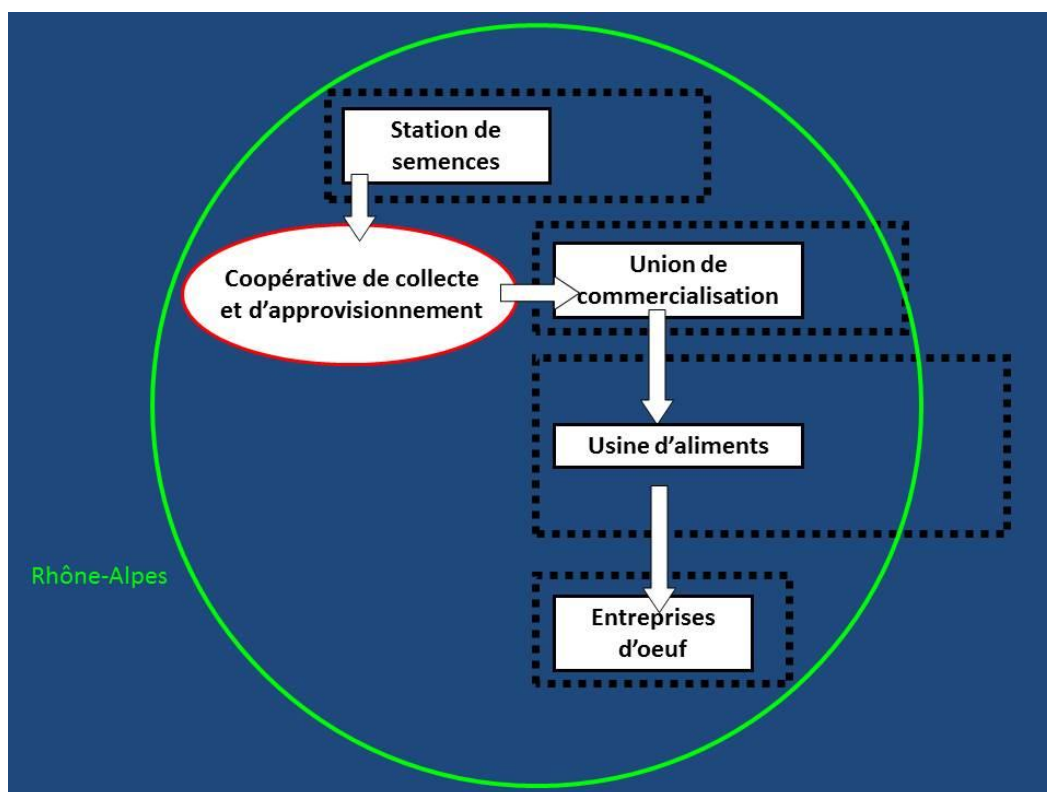 Station de
semences
Coopérative de collecte
et d'approvisionnement
Union de
commercialisation
Usine d'aliments
Rhône-Alpes
Entreprises
d'oeuf